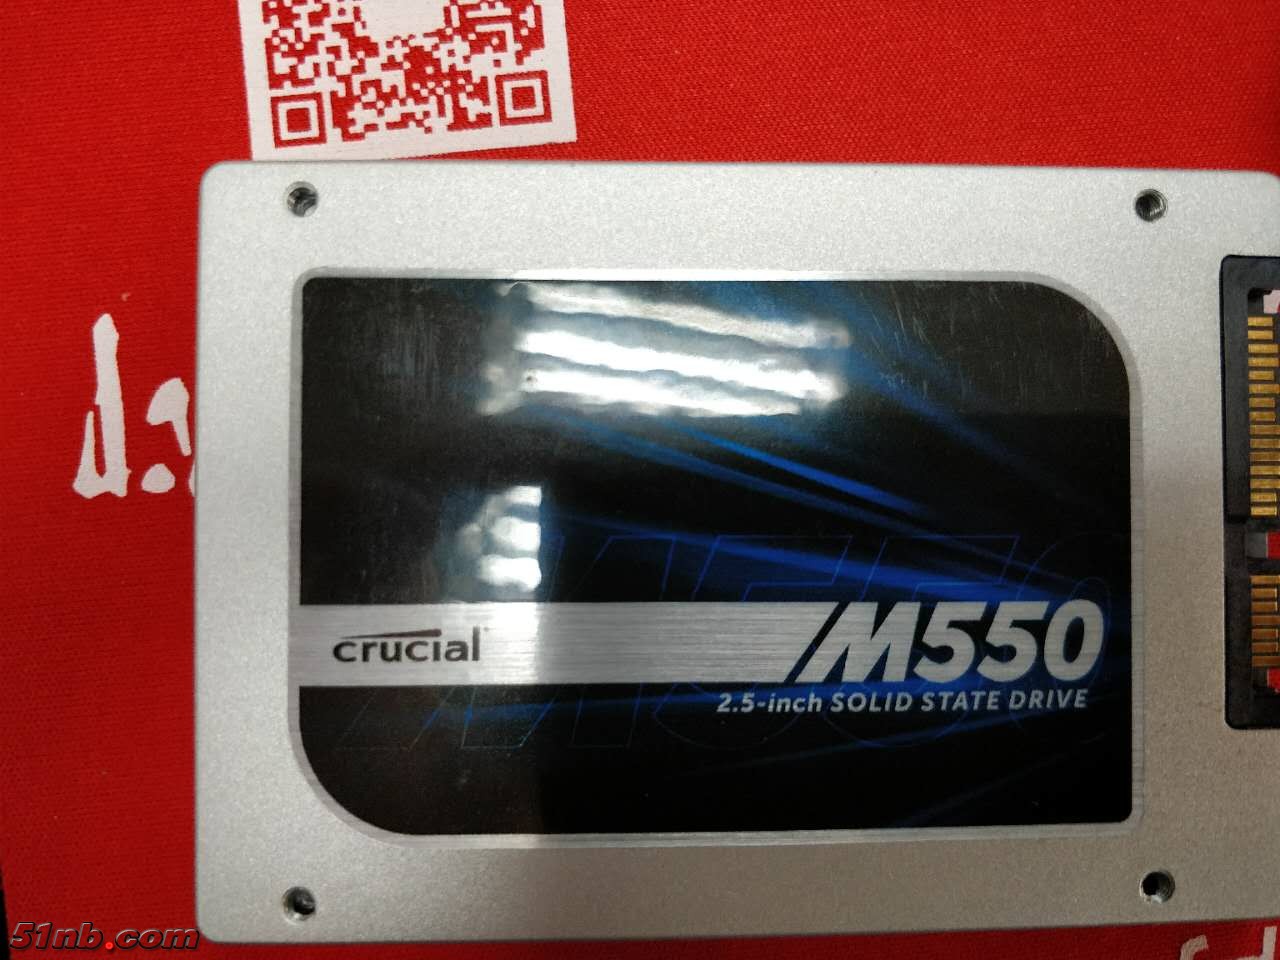 crucial
M550
2.5-inch SOLID STATE DRIVE
51nb.com